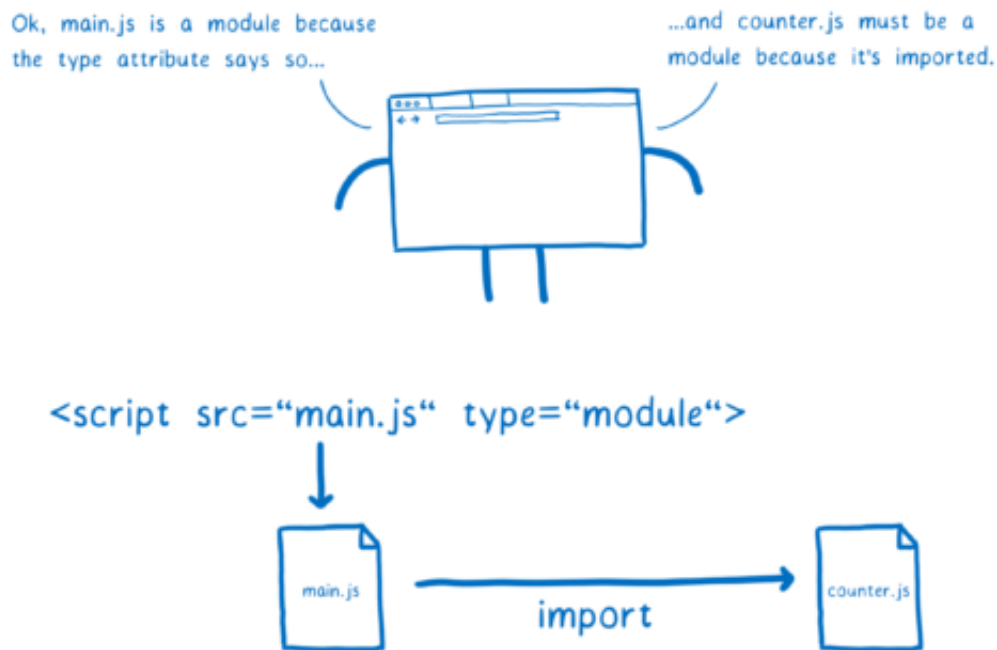 Ok, main.js is a module because
the type attribute says so...
...and counter.js must be a
module because it's imported.
<script src=“main.js“ type=“module“>
main.js
import
counter.js